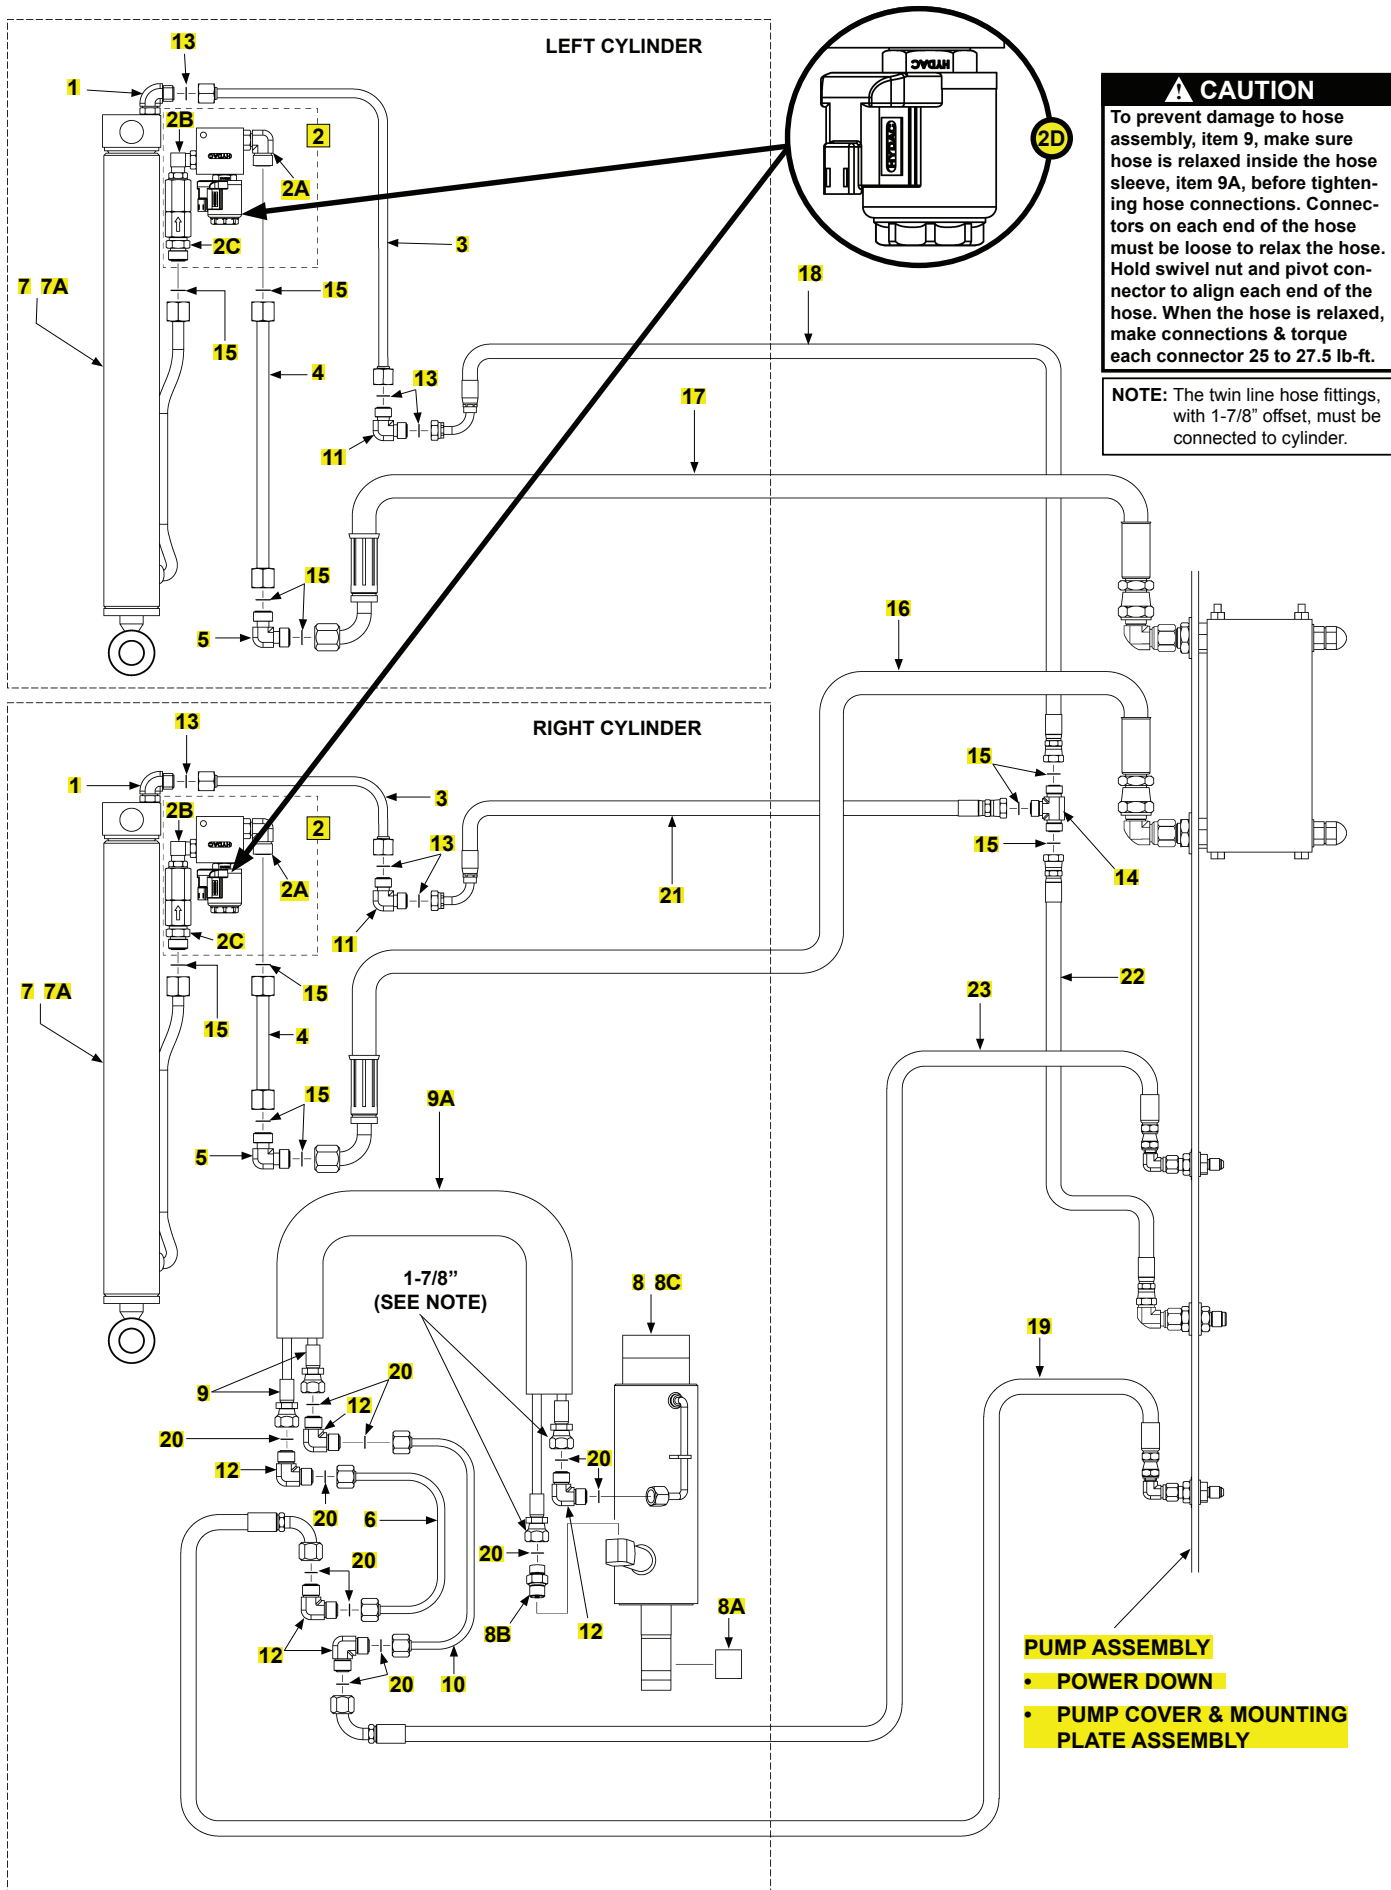 LEFT CYLINDER
13
1
2B
2
2A
2C
3
7 7A
15
15
4
13
11
15
5
HYDAC
HYDAC
HYDAC
2D
CAUTION
To prevent damage to hose
assembly, item 9, make sure
hose is relaxed inside the hose
sleeve, item 9A, before tighten-
ing hose connections. Connec-
tors on each end of the hose
must be loose to relax the hose.
Hold swivel nut and pivot con-
nector to align each end of the
hose. When the hose is relaxed,
make connections & torque
each connector 25 to 27.5 lb-ft.
NOTE: The twin line hose fittings,
with 1-7/8” offset, must be
connected to cylinder.
18
17
16
RIGHT CYLINDER
13
1
2B
2
2A
2C
HYDAC
3
13
11
21
15
15
14
7 7A
15
15
4
15
5
22
23
9A
1-7/8”
(SEE NOTE)
8 8C
19
9
20
12
20
12
20
6
20
20
20
12
8B
12
8A
20
10
PUMP ASSEMBLY
• POWER DOWN
• PUMP COVER & MOUNTING
PLATE ASSEMBLY